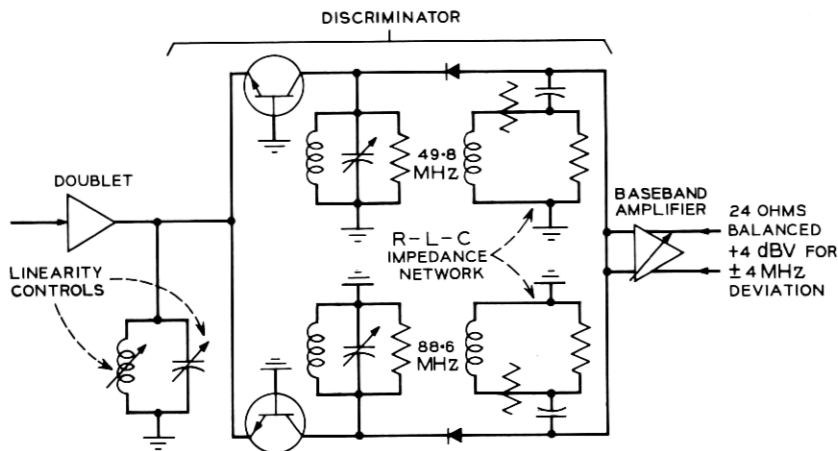 DISCRIMINATOR
DOUBLET
49.8
MHz
BASEBAND
AMPLIFIER
24 OHMS
BALANCED
+4 dBV FOR
±4 MHz
DEVIATION
R-L-C
IMPEDANCE
NETWORK
LINEARITY
CONTROLS
88.6
MHz